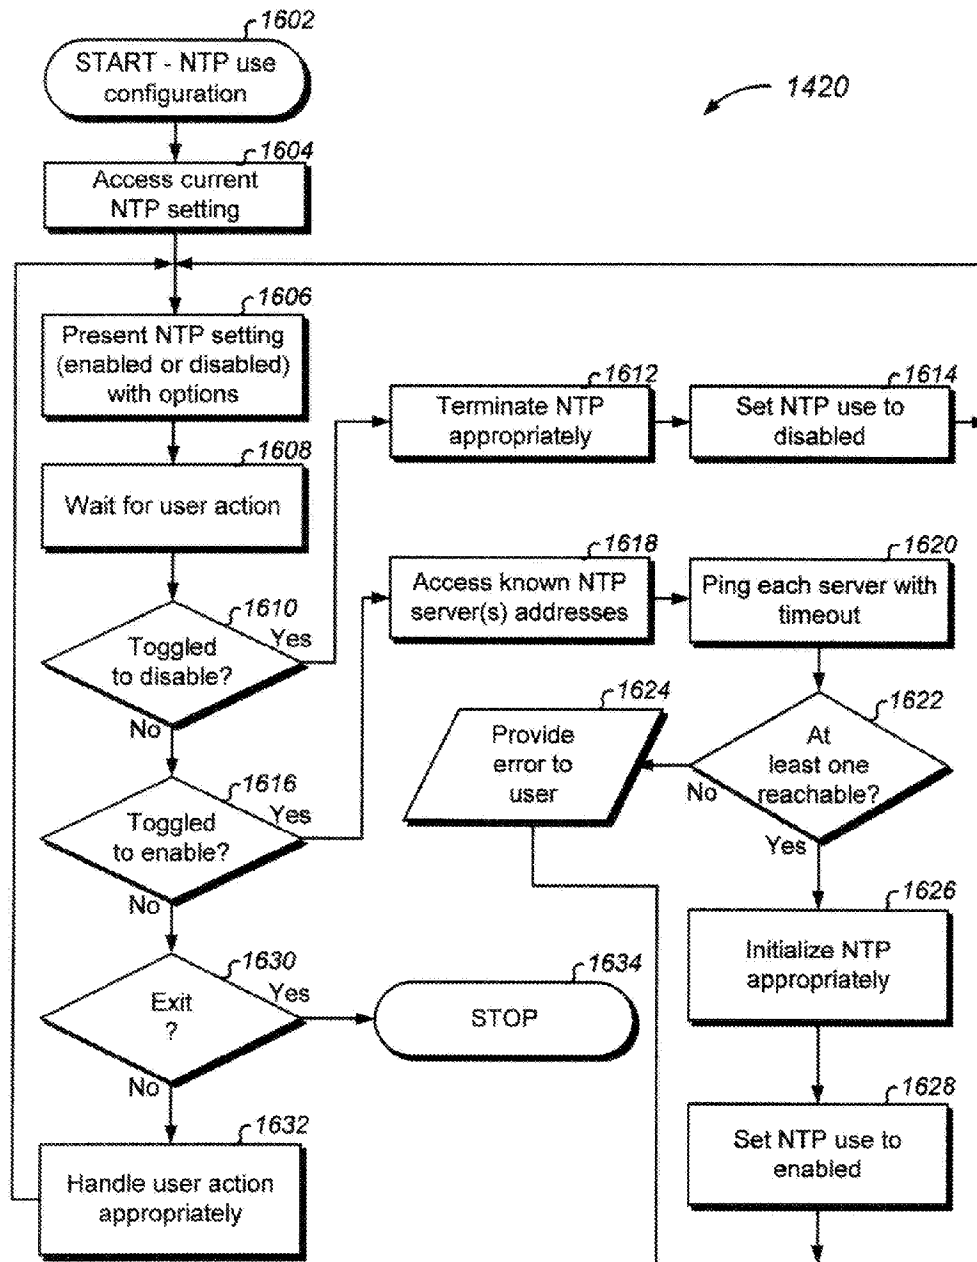 1602
START - NTP use
configuration
1420
1604
Access current
NTP setting
1606
Present NTP setting
(enabled or disabled)
with options
1612
Terminate NTP
appropriately
1614
Set NTP use to
disabled
1608
Wait for user action
1618
Access known NTP
server(s) addresses
1620
Ping each server with
timeout
1610
Toggled
to disable?
Yes
No
1624
Provide
error to
user
1622
At
least one
reachable?
No
Yes
1616
Toggled
to enable?
Yes
No
1626
Initialize NTP
appropriately
1630
Exit
?
Yes
No
1634
STOP
1628
Set NTP use to
enabled
1632
Handle user action
appropriately